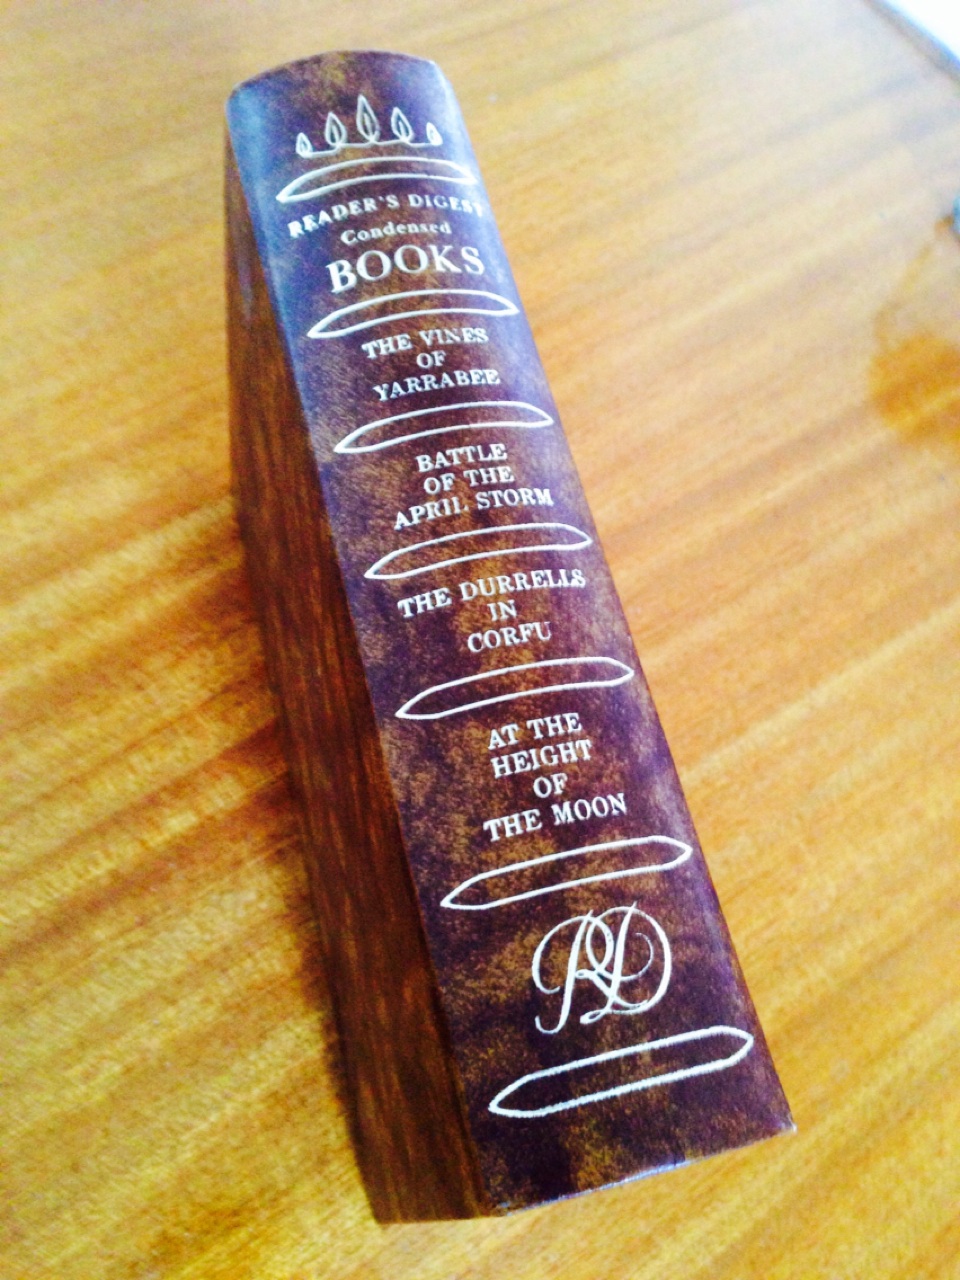 READER'S DIGEST
Condensed
BOOKS
THE VINES
OF
YARRABEE
BATTLE
OF THE
APRIL STORM
THE DURRELLS
IN
CORFU
AT THE
HEIGHT
OF
THE MOON
RD